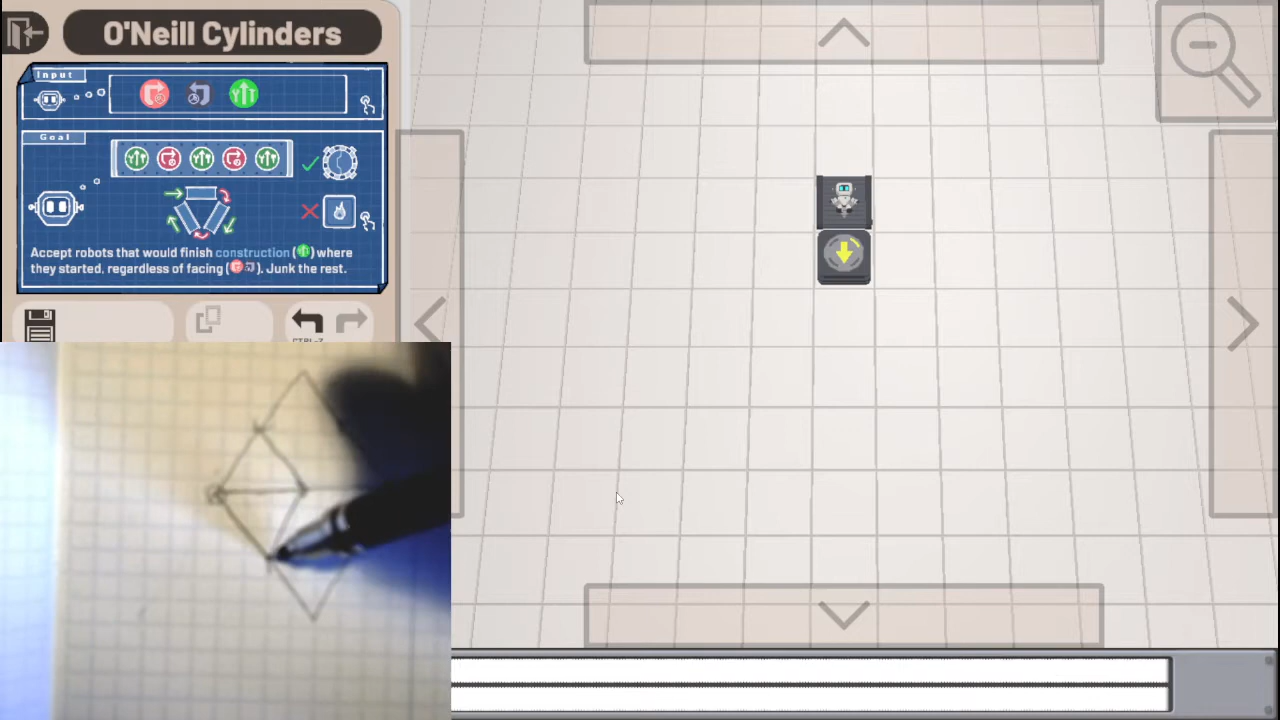 O'Neill Cylinders
Input
Goal
Accept robots that would finish construction ( ) where
they started, regardless of facing ( ). Junk the rest.
CTRL-Z